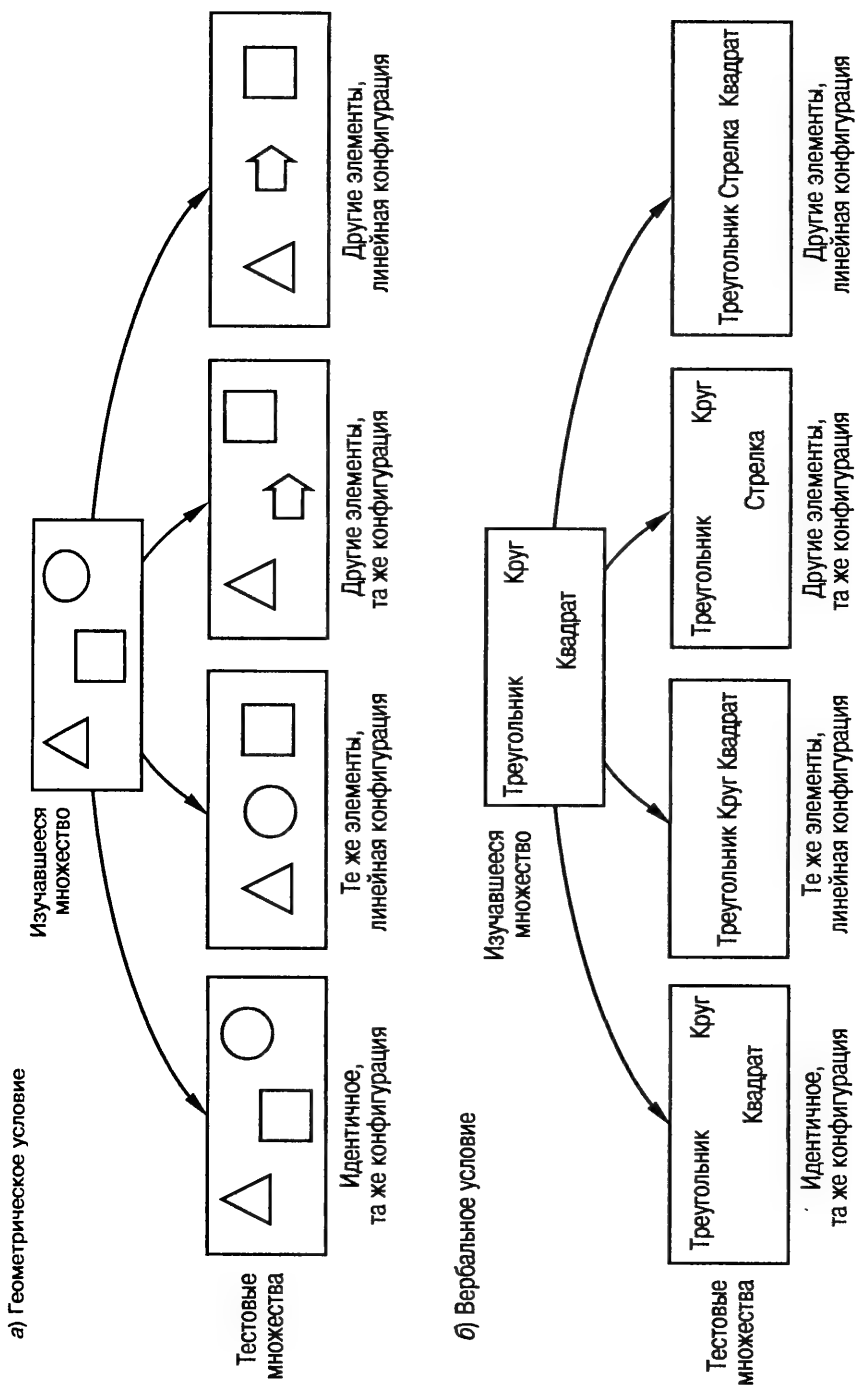 а) Геометрическое условие
Изучавшееся
множество
Тестовые
множества
Идентичное,
та же конфигурация
Те же элементы,
линейная конфигурация
Другие элементы,
та же конфигурация
Другие элементы,
линейная конфигурация
б) Вербальное условие
Изучавшееся
множество
Треугольник Круг
Квадрат
Тестовые
множества
Треугольник Круг
Квадрат
Идентичное,
та же конфигурация
Треугольник Круг Квадрат
Те же элементы,
линейная конфигурация
Треугольник Круг
Стрелка
Другие элементы,
та же конфигурация
Треугольник Стрелка Квадрат
Другие элементы,
линейная конфигурация